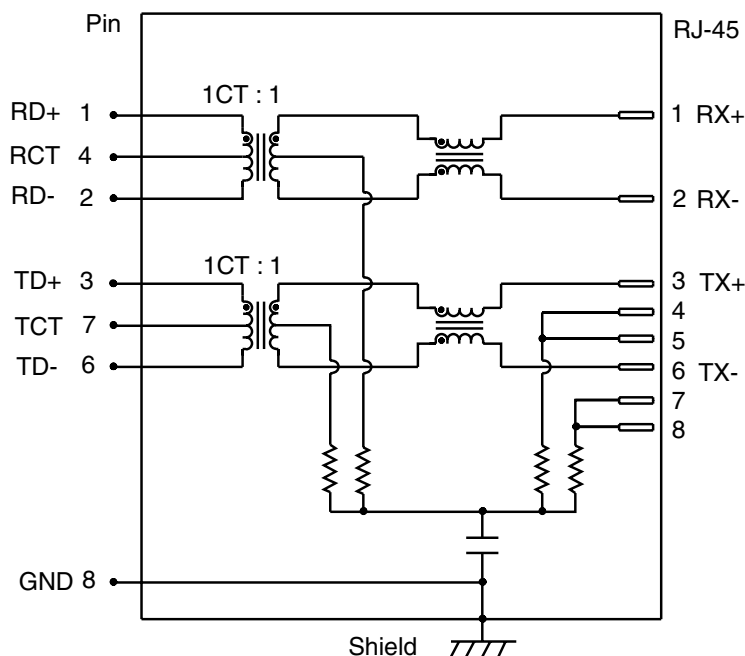 Pin RJ-45
1CT : 1
RD+ 1 1 RX+
RCT 4
RD- 2 2 RX-
1CT : 1
TD+ 3 3 TX+
4
TCT 7
5
TD- 6 6 TX-
7
8
GND 8
Shield